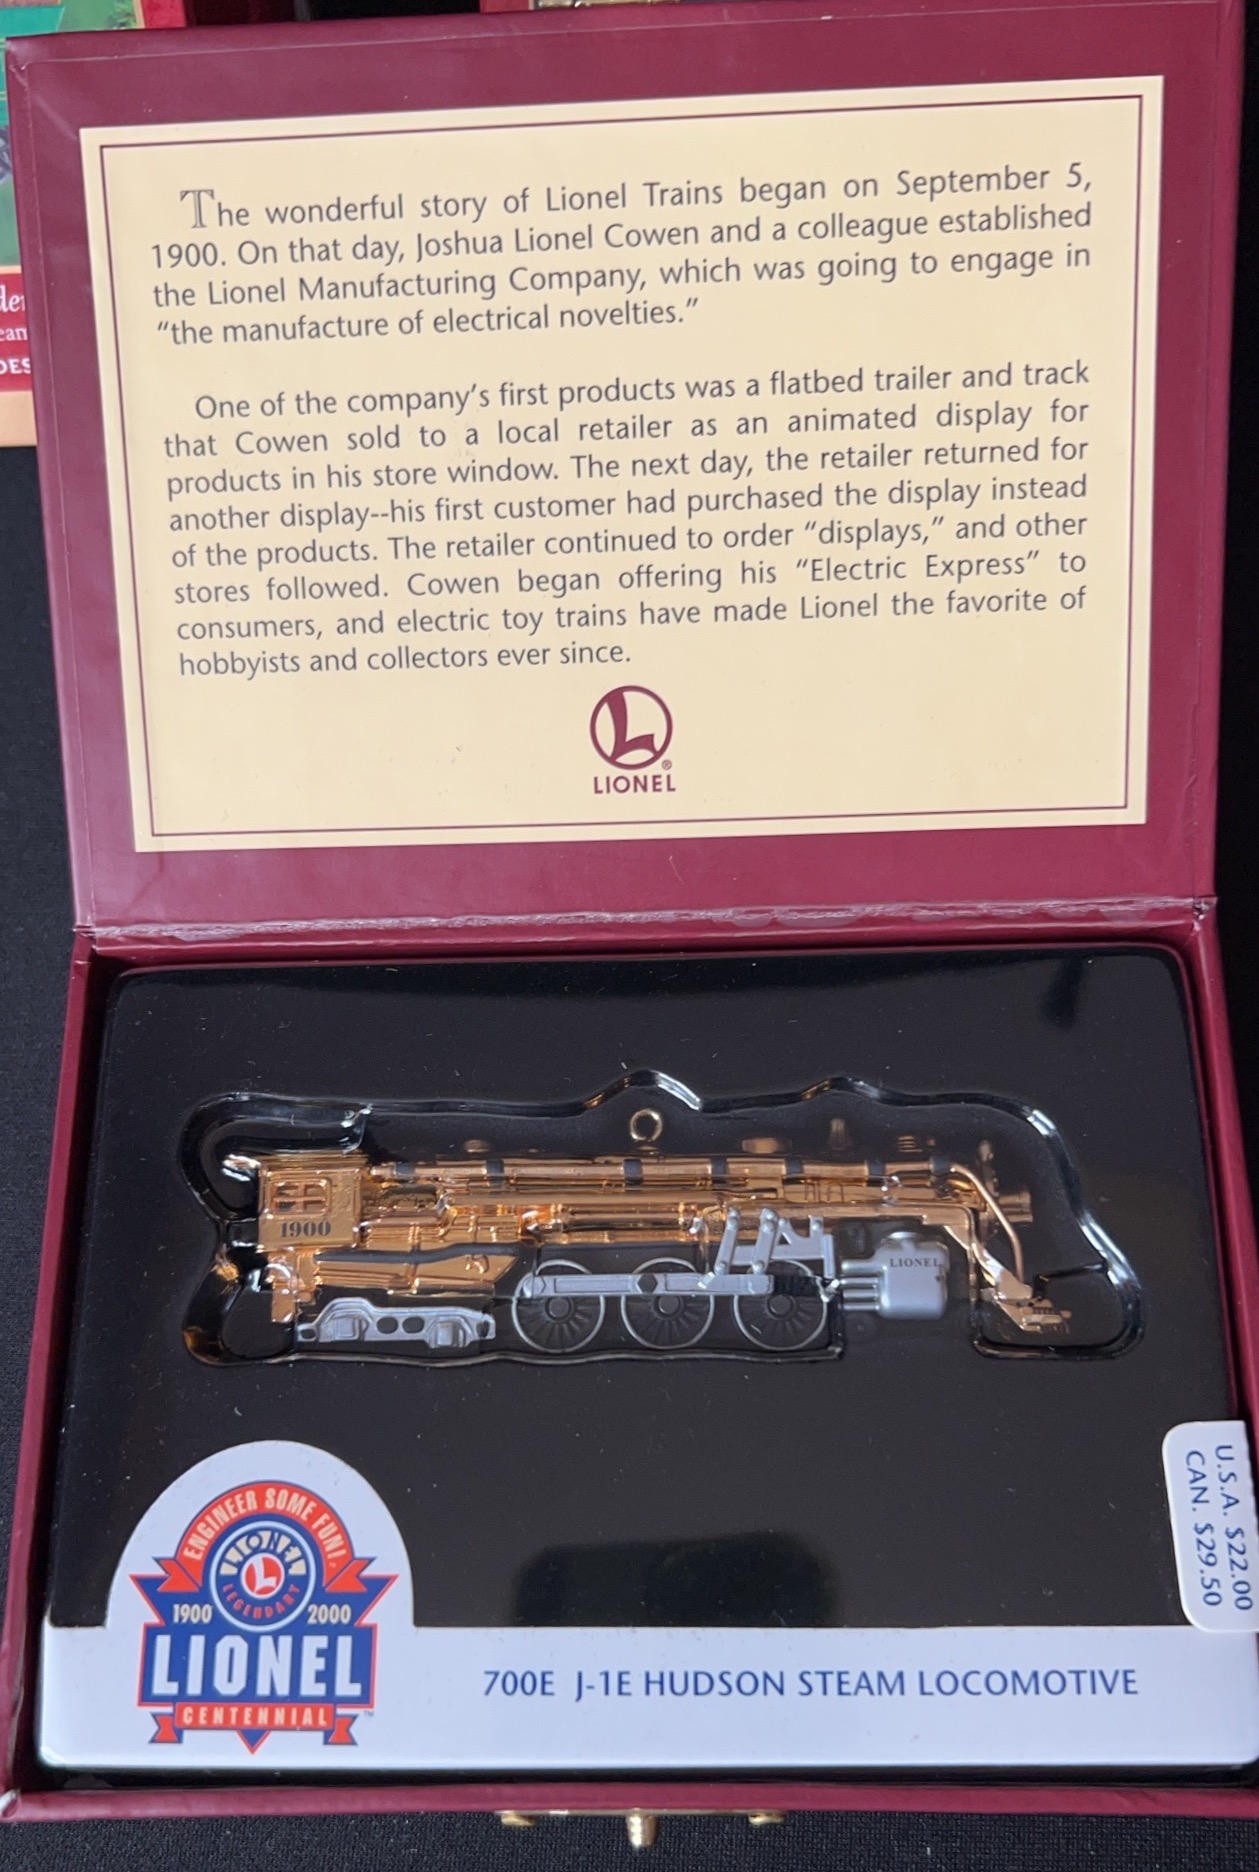 The wonderful story of Lionel Trains began on September 5,
1900. On that day, Joshua Lionel Cowen and a colleague established
the Lionel Manufacturing Company, which was going to engage in
“the manufacture of electrical novelties.”
One of the company’s first products was a flatbed trailer and track
that Cowen sold to a local retailer as an animated display for
products in his store window. The next day, the retailer returned for
another display--his first customer had purchased the display instead
of the products. The retailer continued to order “displays,” and other
stores followed. Cowen began offering his “Electric Express” to
consumers, and electric toy trains have made Lionel the favorite of
hobbyists and collectors ever since.
L
®
LIONEL
1900
LIONEL
U.S.A. $22.00
CAN. $29.50
ENGINEER SOME FUN!
LIONEL
L
LEGENDARY
1900 2000
LIONEL
CENTENNIAL
™
700E J-1E HUDSON STEAM LOCOMOTIVE